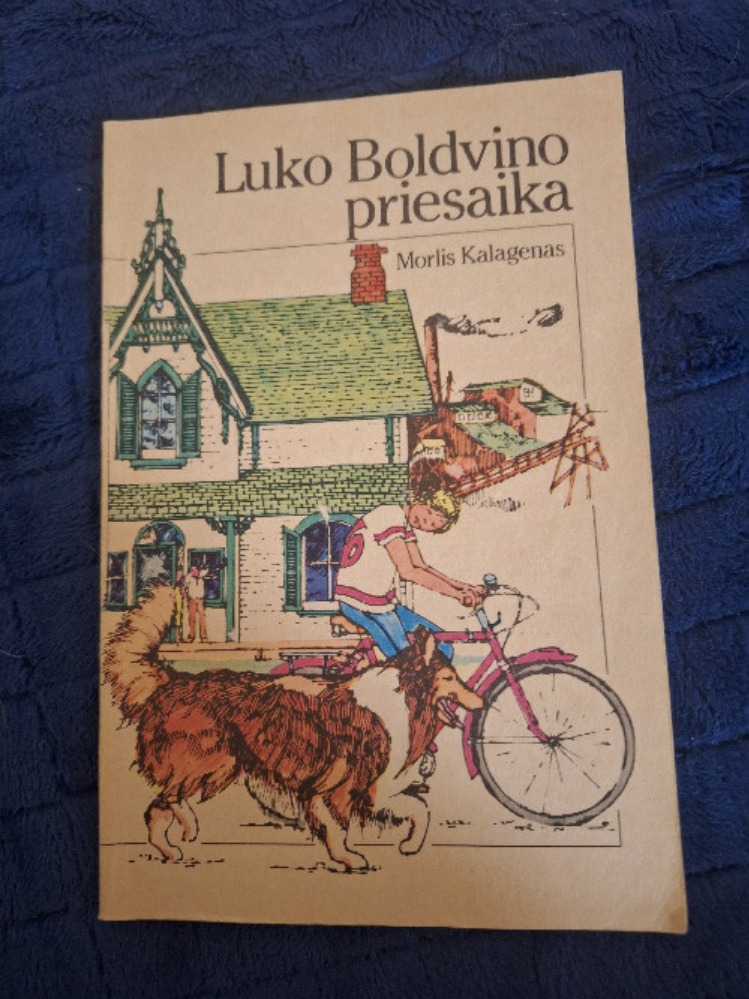 Luko Boldvino
priesaika
Morlis Kalagenas